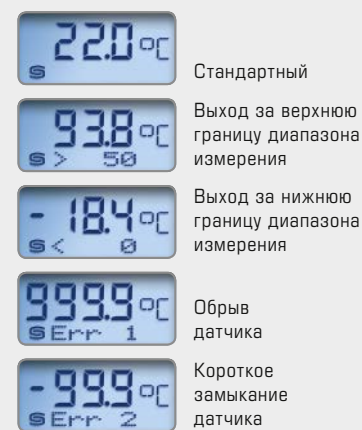 22.0 °C
S
Стандартный
93.8 °C
S > 50
Выход за верхнюю
границу диапазона
измерения
- 18.4 °C
S < 0
Выход за нижнюю
границу диапазона
измерения
999.9 °C
S Err 1
Обрыв
датчика
-99.9 °C
S Err 2
Короткое
замыкание
датчика